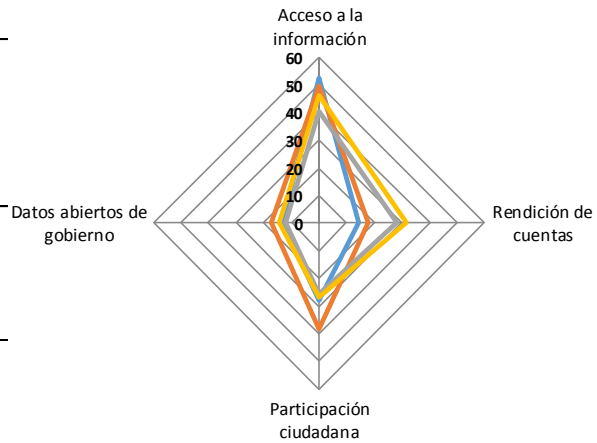 Acceso a la
información
60
50
40
30
20
10
0
Datos abiertos de
gobierno
Rendición de
cuentas
Participación
ciudadana